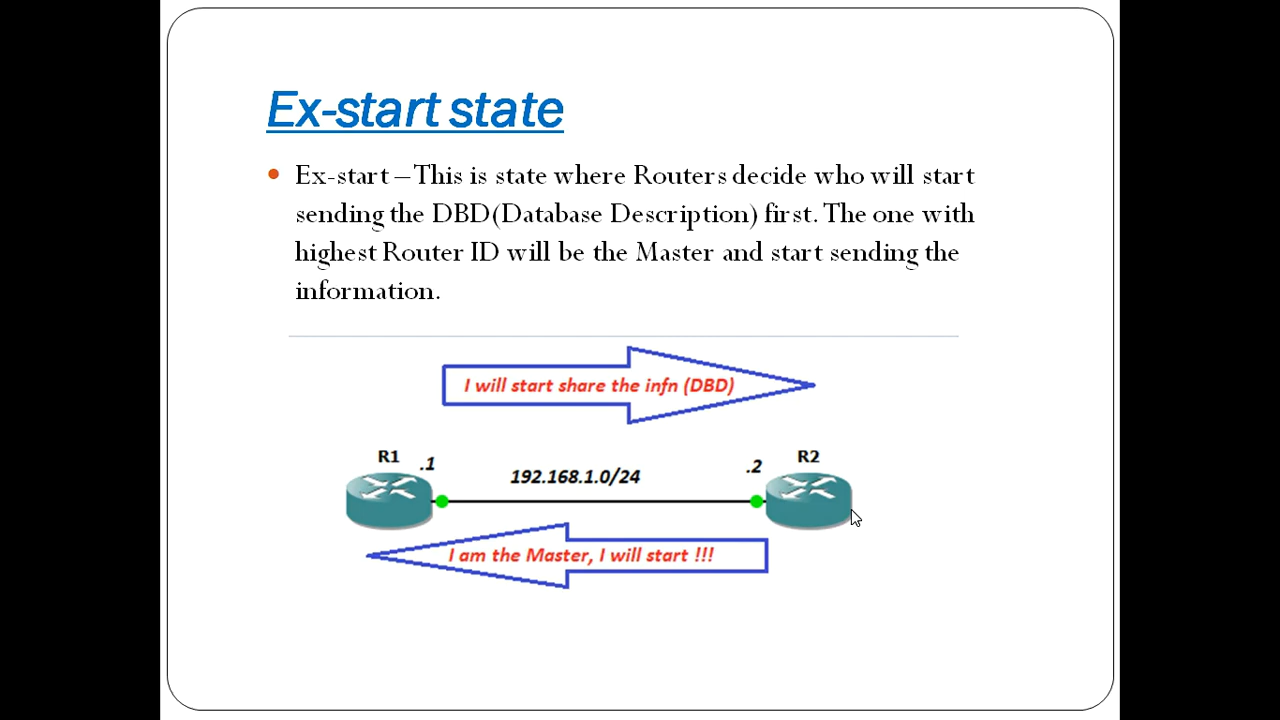 Ex-start state
Ex-start – This is state where Routers decide who will start
sending the DBD(Database Description) first. The one with
highest Router ID will be the Master and start sending the
information.
I will start share the infn (DBD)
R1 .1 192.168.1.0/24 .2 R2
I am the Master, I will start !!!